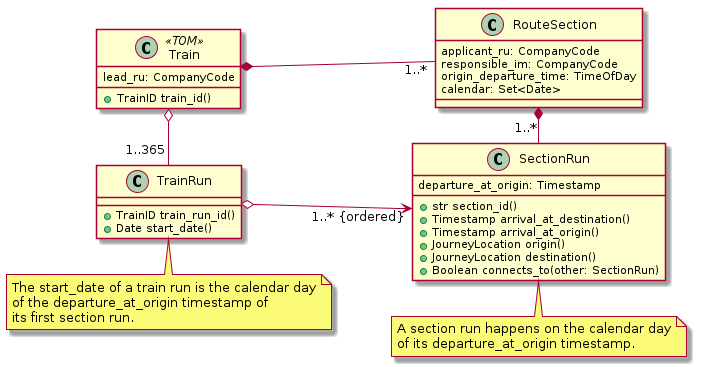 C
«TOM»
Train
lead_ru: CompanyCode
TrainID train_id()
C RouteSection
applicant_ru: CompanyCode
responsible_im: CompanyCode
origin_departure_time: TimeOfDay
calendar: Set<Date>
1..*
1..*
1..365
C TrainRun
TrainID train_run_id()
Date start_date()
1..* {ordered}
C SectionRun
departure_at_origin: Timestamp
str section_id()
Timestamp arrival_at_destination()
Timestamp arrival_at_origin()
JourneyLocation origin()
JourneyLocation destination()
Boolean connects_to(other: SectionRun)
The start_date of a train run is the calendar day
of the departure_at_origin timestamp of
its first section run.
A section run happens on the calendar day
of its departure_at_origin timestamp.